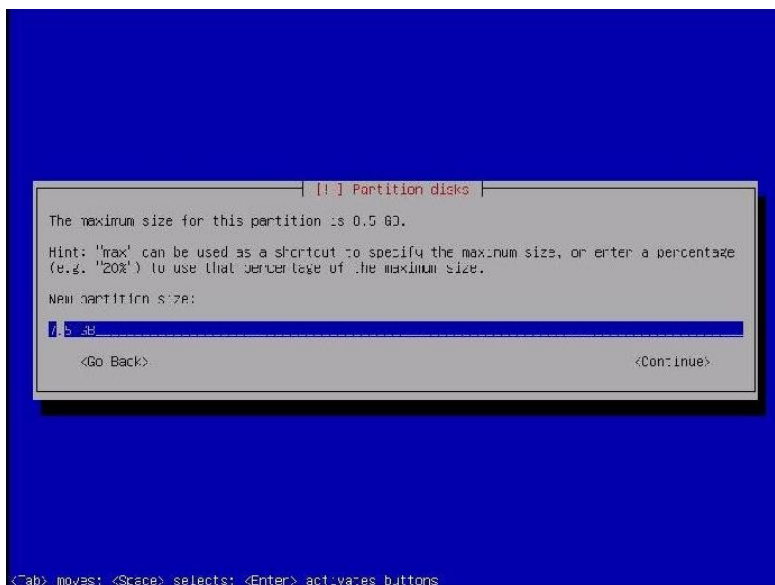 [!!] Partition disks
The maximum size for this partition is 8.5 GB.
Hint: "max" can be used as a shortcut to specify the maximum size, or enter a percentage
(e.g. "20%") to use that percentage of the maximum size.
New partition size:
7.5 GB
<Go Back>
<Continue>
<Tab> moves; <Space> selects; <Enter> activates buttons